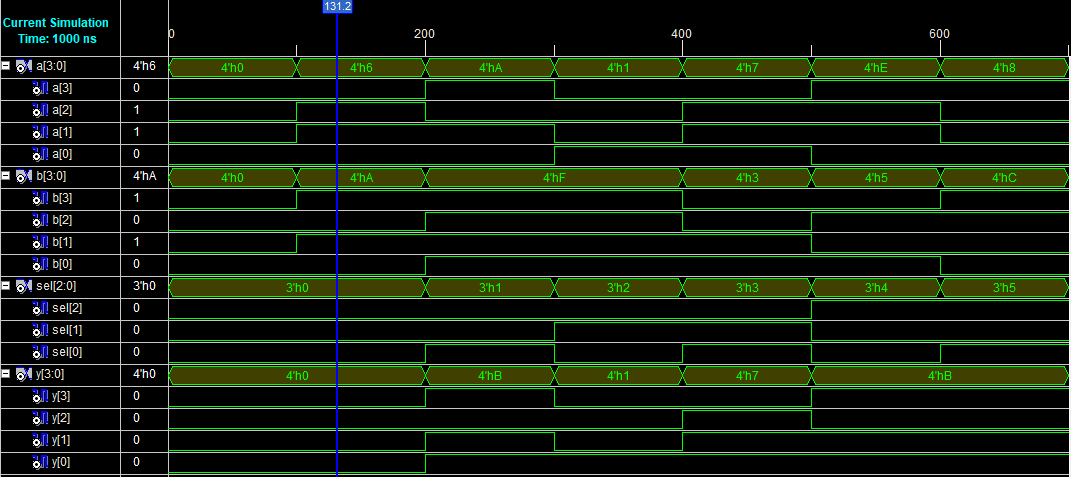 131.2
Current Simulation
Time: 1000 ns
0 200 400 600
a[3:0] 4'h6 4'h0 4'h6 4'hA 4'h1 4'h7 4'hE 4'h8
a[3] 0
a[2] 1
a[1] 1
a[0] 0
b[3:0] 4'hA 4'h0 4'hA 4'hF 4'h3 4'h5 4'hC
b[3] 1
b[2] 0
b[1] 1
b[0] 0
sel[2:0] 3'h0 3'h0 3'h1 3'h2 3'h3 3'h4 3'h5
sel[2] 0
sel[1] 0
sel[0] 0
y[3:0] 4'h0 4'h0 4'hB 4'h1 4'h7 4'hB
y[3] 0
y[2] 0
y[1] 0
y[0] 0